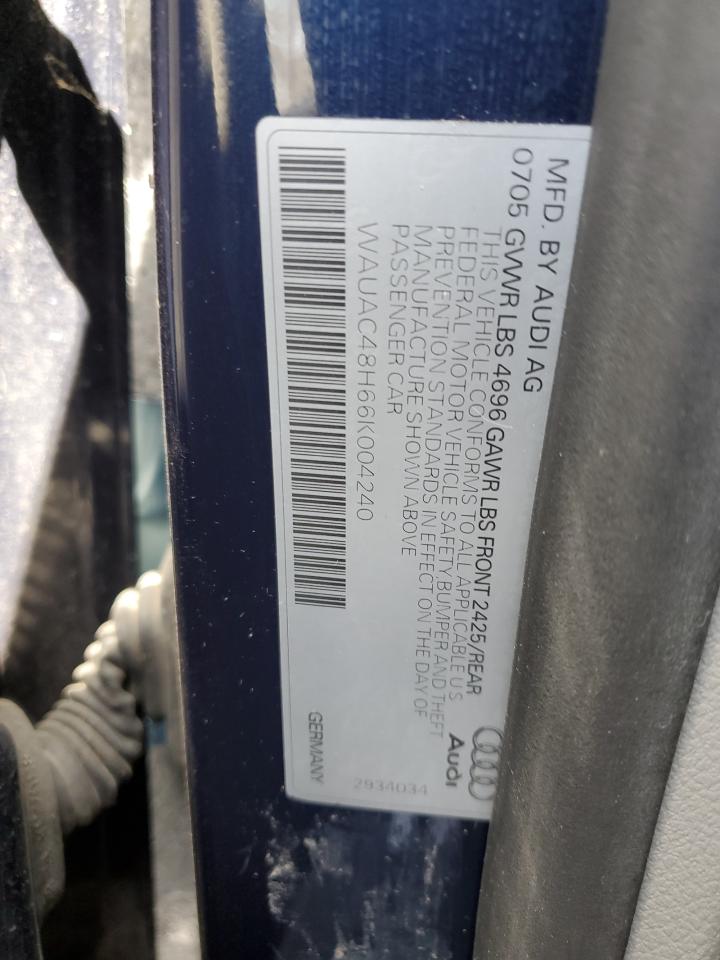 MFD. BY AUDI AG
0705 GVWR LBS 4696/GAWR LBS FRONT 2425/REAR
THIS VEHICLE CONFORMS TO ALL APPLICABLE U S
FEDERAL MOTOR VEHICLE SAFETY BUMPER AND THEFT
PREVENTION STANDARDS IN EFFECT ON THE DAY OF
MANUFACTURE SHOWN ABOVE
PASSENGER CAR
WAUAC48H66K004240
Audi
2934034
GERMANY